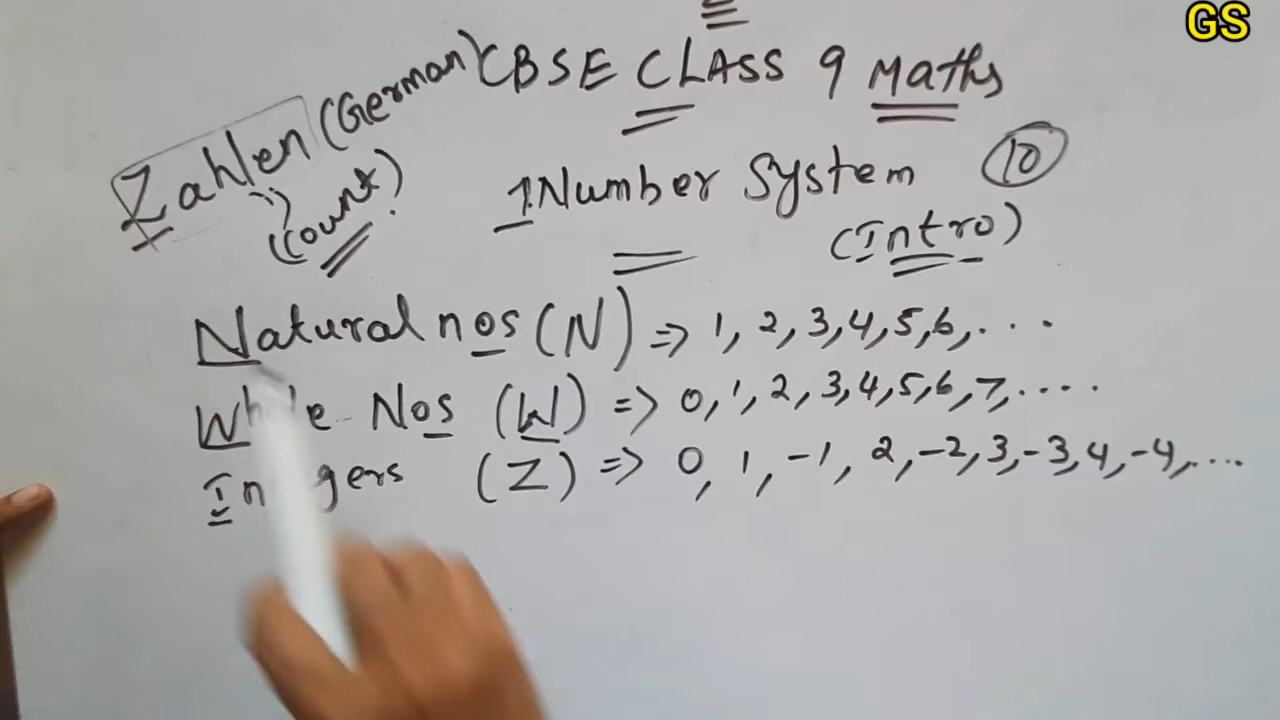 GS
CBSE CLASS 9 Maths
Zahlen (German)
(Count)
1. Number System 10
(Intro)
Natural nos (N) => 1, 2, 3, 4, 5, 6, ...
Nos (W) => 0, 1, 2, 3, 4, 5, 6, 7, ....
(Z) => 0, 1, -1, 2, -2, 3, -3, 4, -4, ....